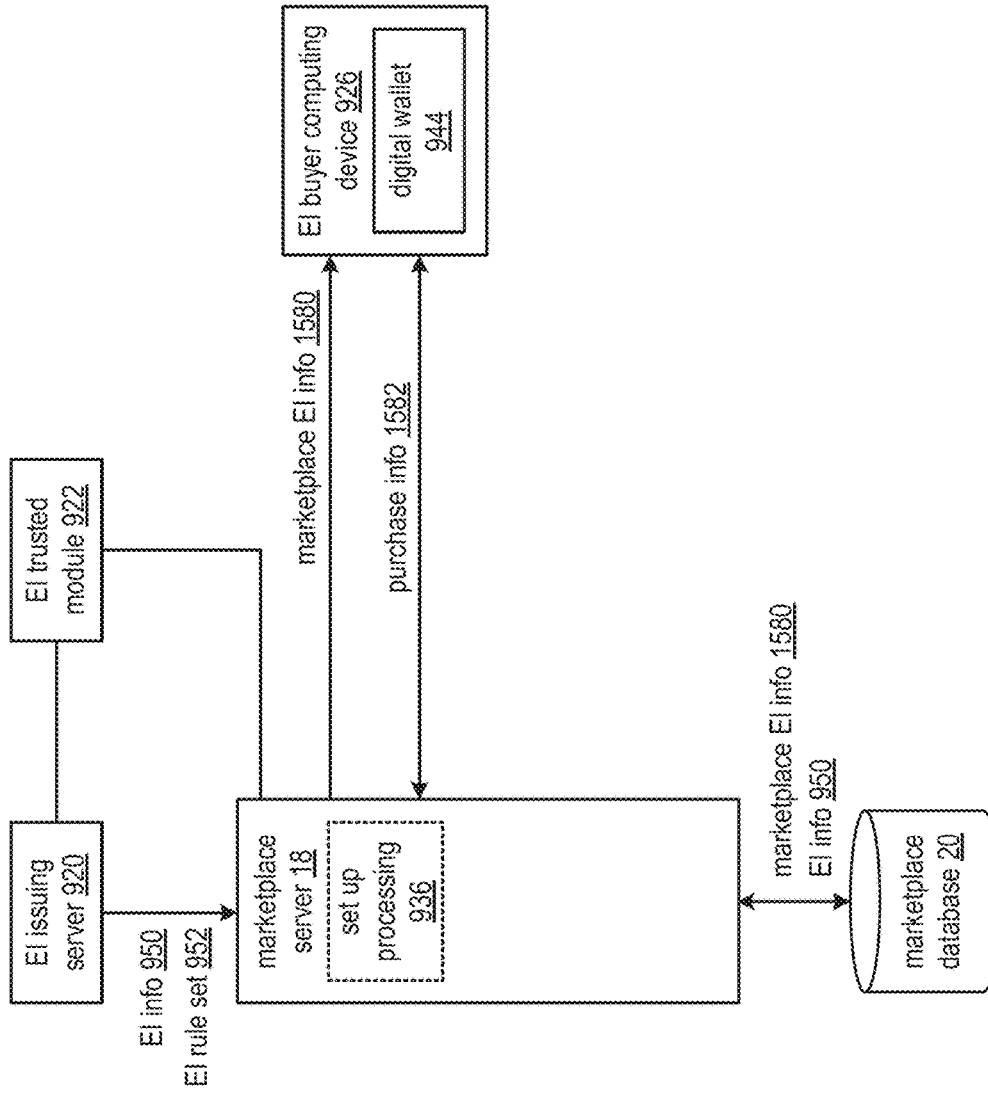 EI issuing
server 920
EI trusted
module 922
EI info 950
EI rule set 952
marketplace
server 18
set up
processing
936
marketplace EI info 1580
purchase info 1582
EI buyer computing
device 926
digital wallet
944
marketplace EI info 1580
EI info 950
marketplace
database 20